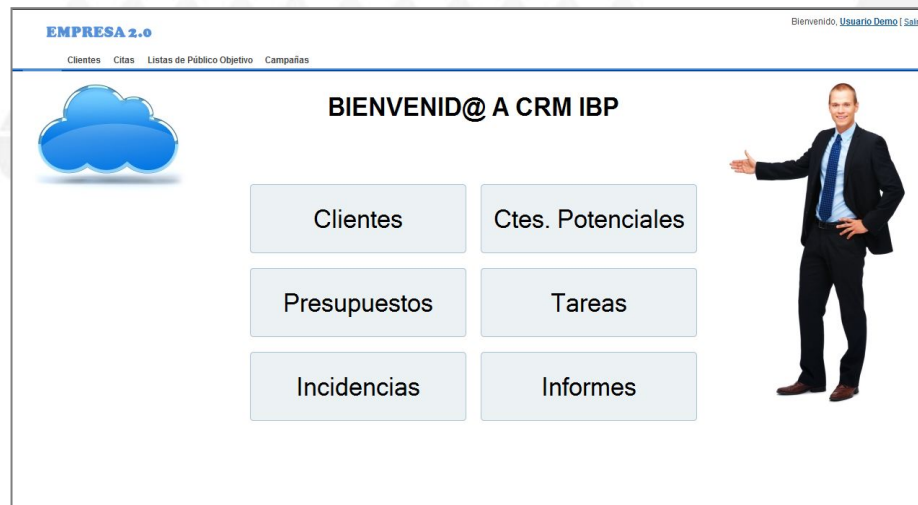 Bienvenido, Usuario Demo [ Salir
EMPRESA 2.0
Clientes Citas Listas de Público Objetivo Campañas
BIENVENID@ A CRM IBP
Clientes Ctes. Potenciales
Presupuestos Tareas
Incidencias Informes